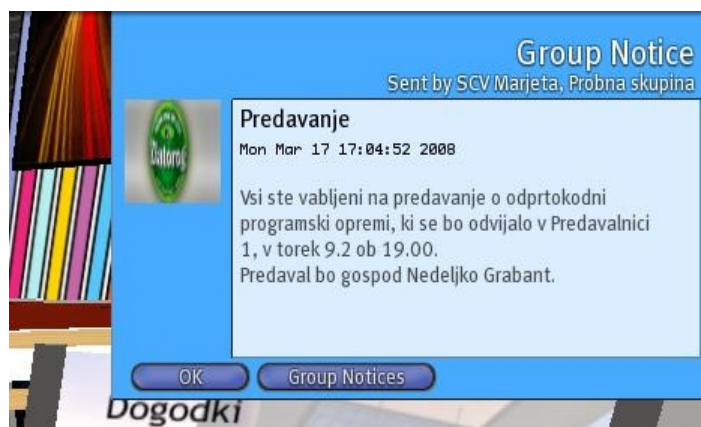 Group Notice
Sent by SCV Marjeta, Probna skupina
Zlatorog
Predavanje
Mon Mar 17 17:04:52 2008
Vsi ste vabljeni na predavanje o odprtokodni
programski opremi, ki se bo odvijalo v Predavalnici
1, v torek 9.2 ob 19.00.
Predaval bo gospod Nedeljko Grabant.
OK
Group Notices
Dogodki